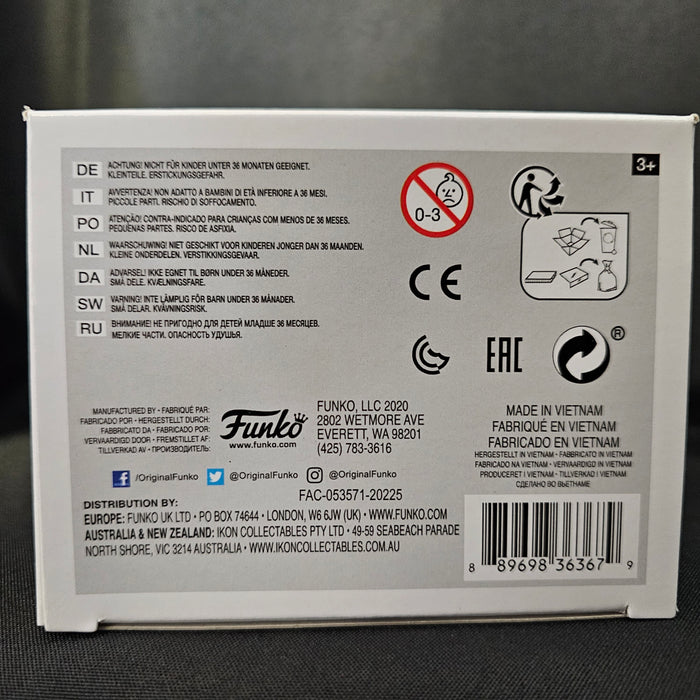 3+
DE ACHTUNG! NICHT FÜR KINDER UNTER 36 MONATEN GEEIGNET.
KLEINTEILE. ERSTICKUNGSGEFAHR.
IT AVVERTENZA! NON ADATTO A BAMBINI DI ETÀ INFERIORE A 36 MESI.
PICCOLE PARTI. RISCHIO DI SOFFOCAMENTO.
PO ATENÇÃO! CONTRA-INDICADO PARA CRIANÇAS COM MENOS DE 36 MESES.
PEQUENAS PARTES. RISCO DE ASFIXIA.
NL WAARSCHUWING! NIET GESCHIKT VOOR KINDEREN JONGER DAN 36 MAANDEN.
KLEINE ONDERDELEN. VERSTIKKINGSGEVAAR.
DA ADVARSEL! IKKE EGNET TIL BØRN UNDER 36 MÅNEDER.
SMÅ DELE. KVÆLNINGSFARE.
SW VARNING! INTE LÄMPLIG FÖR BARN UNDER 36 MÅNADER.
SMÅ DELAR. KVÄVNINGSRISK.
RU ВНИМАНИЕ! НЕ ПРИГОДНО ДЛЯ ДЕТЕЙ МЛАДШЕ 36 МЕСЯЦЕВ.
МЕЛКИЕ ЧАСТИ. ОПАСНОСТЬ УДУШЬЯ.
0-3
CE
EAC
®
MANUFACTURED BY • FABRIQUÉ PAR:
FABRICADO POR • HERGESTELLT DURCH:
FABBRICATO DA • FABRICADO POR:
VERVAARDIGD DOOR • FREMSTILLET AF:
TILLVERKAD AV • ПРОИЗВОДИТЕЛЬ:
Funko
www.funko.com
FUNKO, LLC 2020
2802 WETMORE AVE
EVERETT, WA 98201
(425) 783-3616
MADE IN VIETNAM
FABRIQUÉ EN VIETNAM
FABRICADO EN VIETNAM
HERGESTELLT IN VIETNAM • FABBRICATO IN VIETNAM
FABRICADO NA VIETNAM • VERVAARDIGD IN VIETNAM
PRODUCERET I VIETNAM • TILLVERKAD I VIETNAM
СДЕЛАНО ВО ВЬЕТНАМЕ
/OriginalFunko @OriginalFunko @OriginalFunko
FAC-053571-20225
DISTRIBUTION BY:
EUROPE: FUNKO UK LTD • PO BOX 74644 • LONDON, W6 6JW (UK) • WWW.FUNKO.COM
AUSTRALIA & NEW ZEALAND: IKON COLLECTABLES PTY LTD • 49-59 SEABEACH PARADE
NORTH SHORE, VIC 3214 AUSTRALIA • WWW.IKONCOLLECTABLES.COM.AU
8 89698 36367 9